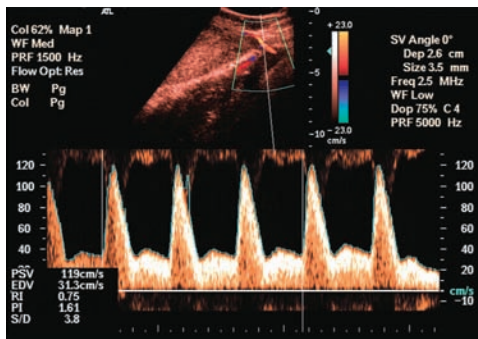 Col 62% Map 1
WF Med
PRF 1500 Hz
Flow Opt: Res
BW Pg
Col Pg
0
-5
-10
+ 23.0
- 23.0
cm/s
SV Angle 0°
Dep 2.6 cm
Size 3.5 mm
Freq 2.5 MHz
WF Low
Dop 75% C 4
PRF 5000 Hz
120
100
80
60
40
20
120
100
80
60
40
20
cm/s
-10
PSV 119cm/s
EDV 31.3cm/s
RI 0.75
PI 1.61
S/D 3.8